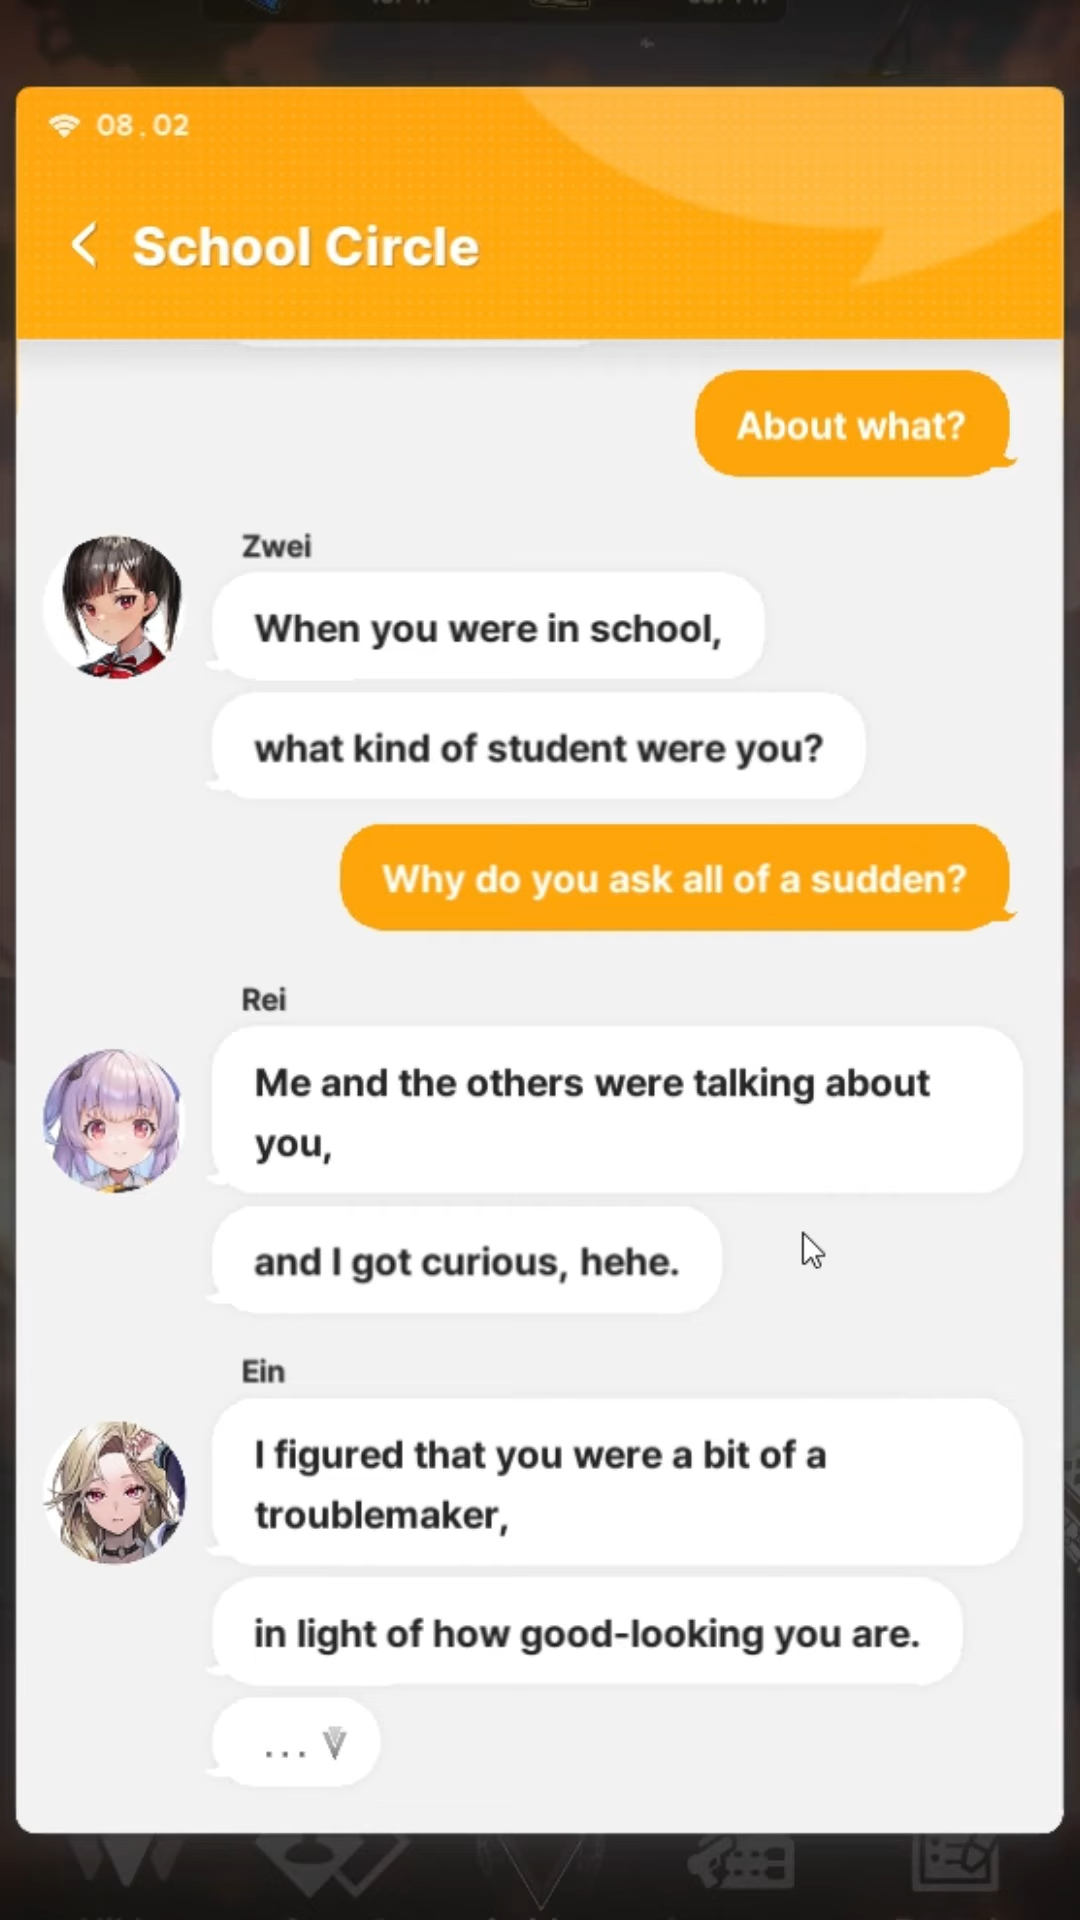 08.02
School Circle
About what?
Zwei
When you were in school,
what kind of student were you?
Why do you ask all of a sudden?
Rei
Me and the others were talking about
you,
and I got curious, hehe.
Ein
I figured that you were a bit of a
troublemaker,
in light of how good-looking you are.
...